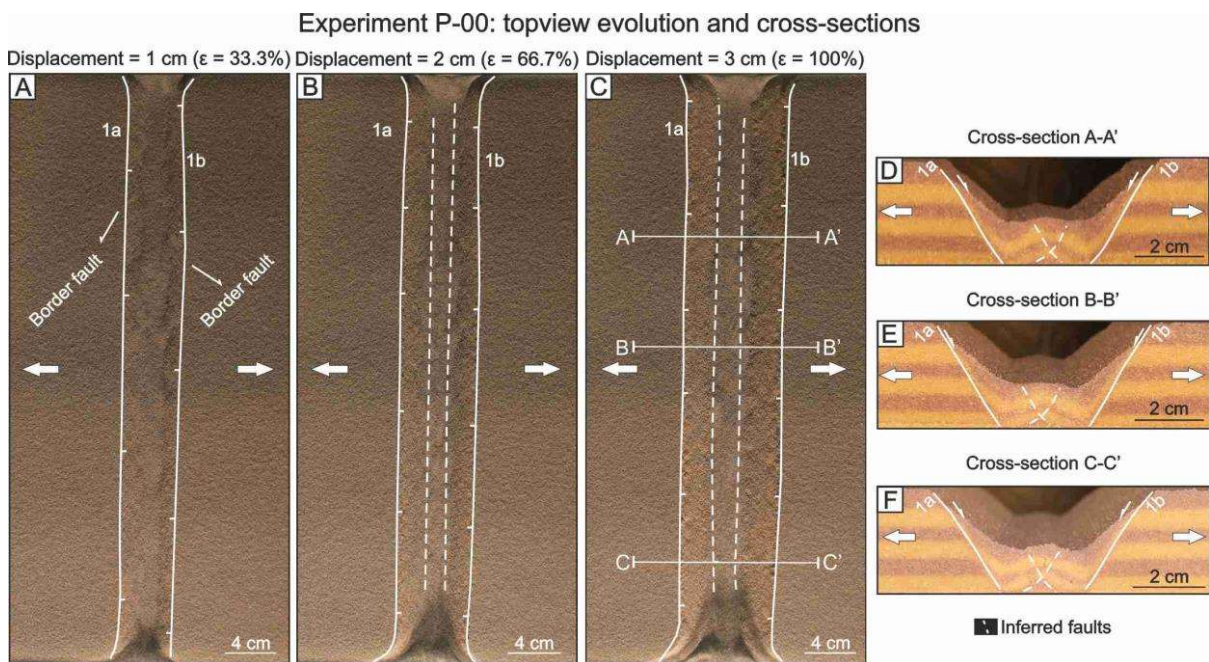 Experiment P-00: topview evolution and cross-sections
Displacement = 1 cm (ε = 33.3%)
Displacement = 2 cm (ε = 66.7%)
Displacement = 3 cm (ε = 100%)
A
1a
1b
Border fault
Border fault
4 cm
B
1a
1b
4 cm
C
1a
1b
A A'
B B'
C C'
4 cm
Cross-section A-A'
D
1a
1b
2 cm
Cross-section B-B'
E
1a
1b
2 cm
Cross-section C-C'
F
1a
1b
2 cm
Inferred faults